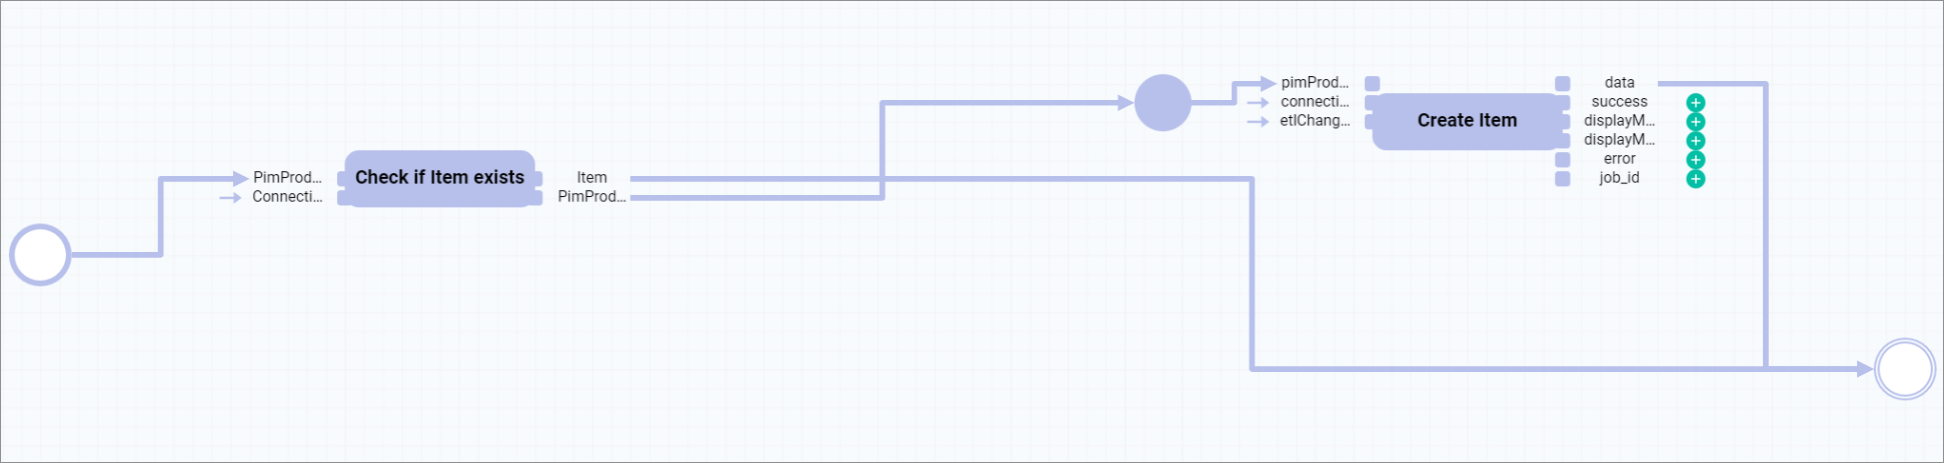 PimProd...
Connecti...
Check if Item exists
Item
PimProd...
pimProd...
connecti...
etlChang...
Create Item
data
success
displayM...
displayM...
error
job_id